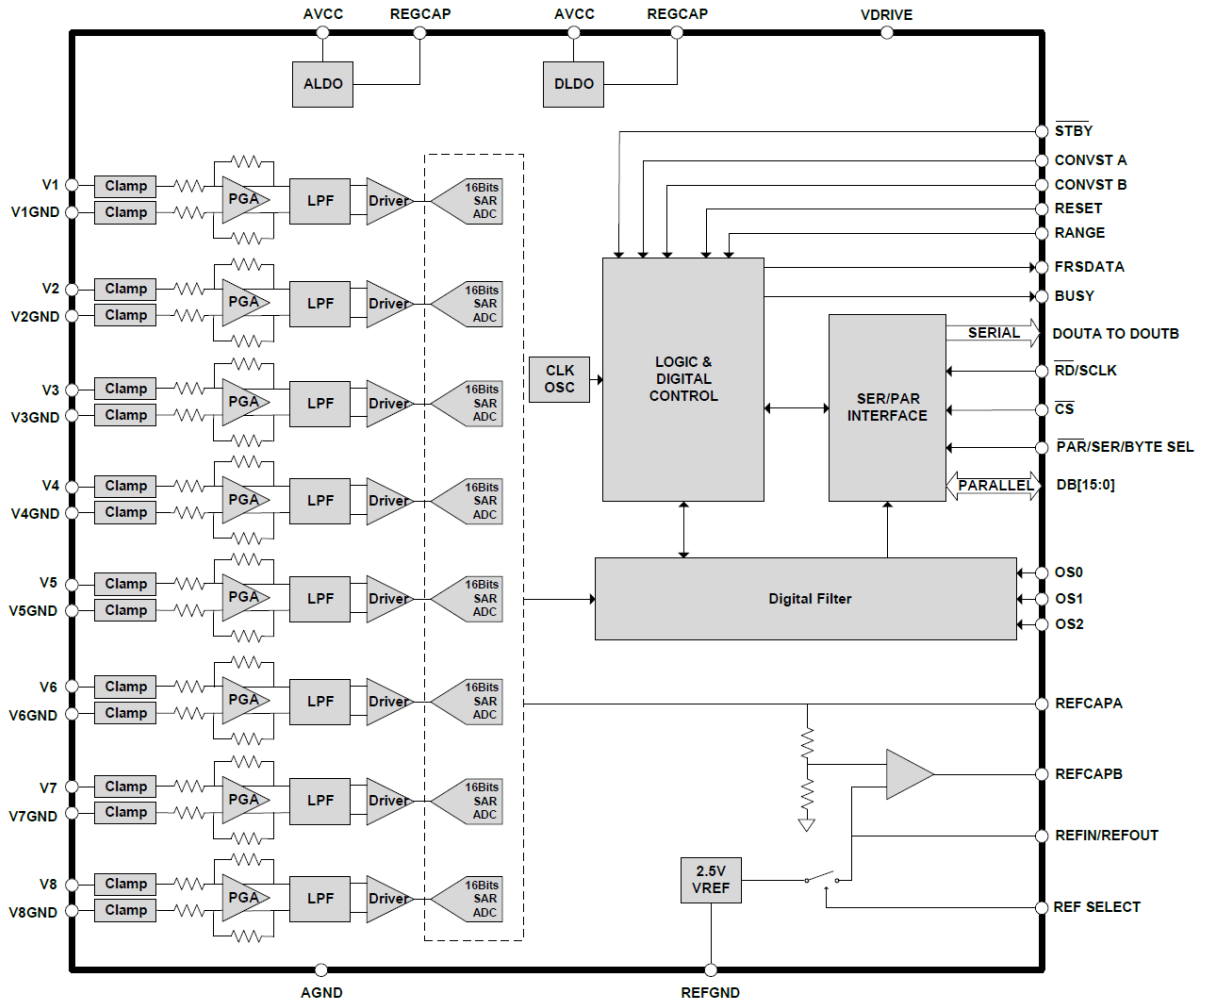 AVCC REGCAP AVCC REGCAP VDRIVE
ALDO
DLDO
STBY
CONVST A
CONVST B
RESET
RANGE
FRSDATA
BUSY
SERIAL DOUTA TO DOUTB
RD/SCLK
CS
PAR/SER/BYTE SEL
PARALLEL DB[15:0]
OS0
OS1
OS2
REFCAPA
REFCAPB
REFIN/REFOUT
REF SELECT
V1 Clamp
V1GND Clamp
PGA LPF Driver
16Bits
SAR
ADC
V2 Clamp
V2GND Clamp
PGA LPF Driver
16Bits
SAR
ADC
V3 Clamp
V3GND Clamp
PGA LPF Driver
16Bits
SAR
ADC
V4 Clamp
V4GND Clamp
PGA LPF Driver
16Bits
SAR
ADC
V5 Clamp
V5GND Clamp
PGA LPF Driver
16Bits
SAR
ADC
V6 Clamp
V6GND Clamp
PGA LPF Driver
16Bits
SAR
ADC
V7 Clamp
V7GND Clamp
PGA LPF Driver
16Bits
SAR
ADC
V8 Clamp
V8GND Clamp
PGA LPF Driver
16Bits
SAR
ADC
CLK
OSC
LOGIC &
DIGITAL
CONTROL
SER/PAR
INTERFACE
Digital Filter
2.5V
VREF
AGND REFGND